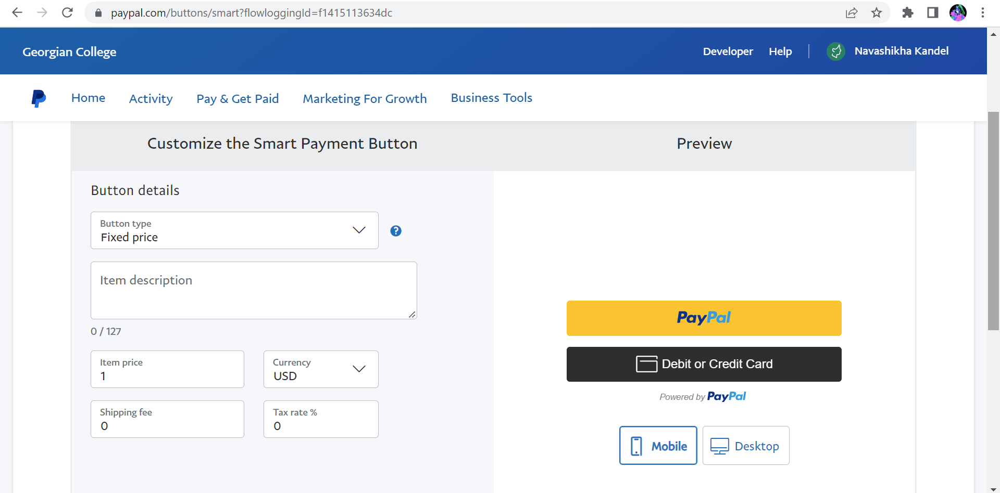 paypal.com/buttons/smart?flowloggingId=f1415113634dc
Georgian College
Developer Help Navashikha Kandel
Home Activity Pay & Get Paid Marketing For Growth Business Tools
Customize the Smart Payment Button
Preview
Button details
Button type
Fixed price
?
Item description
0 / 127
Item price
1
Currency
USD
Shipping fee
0
Tax rate %
0
PayPal
Debit or Credit Card
Powered by PayPal
Mobile
Desktop